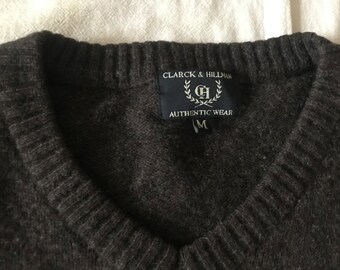 CLARCK & HILLMAN
CH
AUTHENTIC WEAR
M